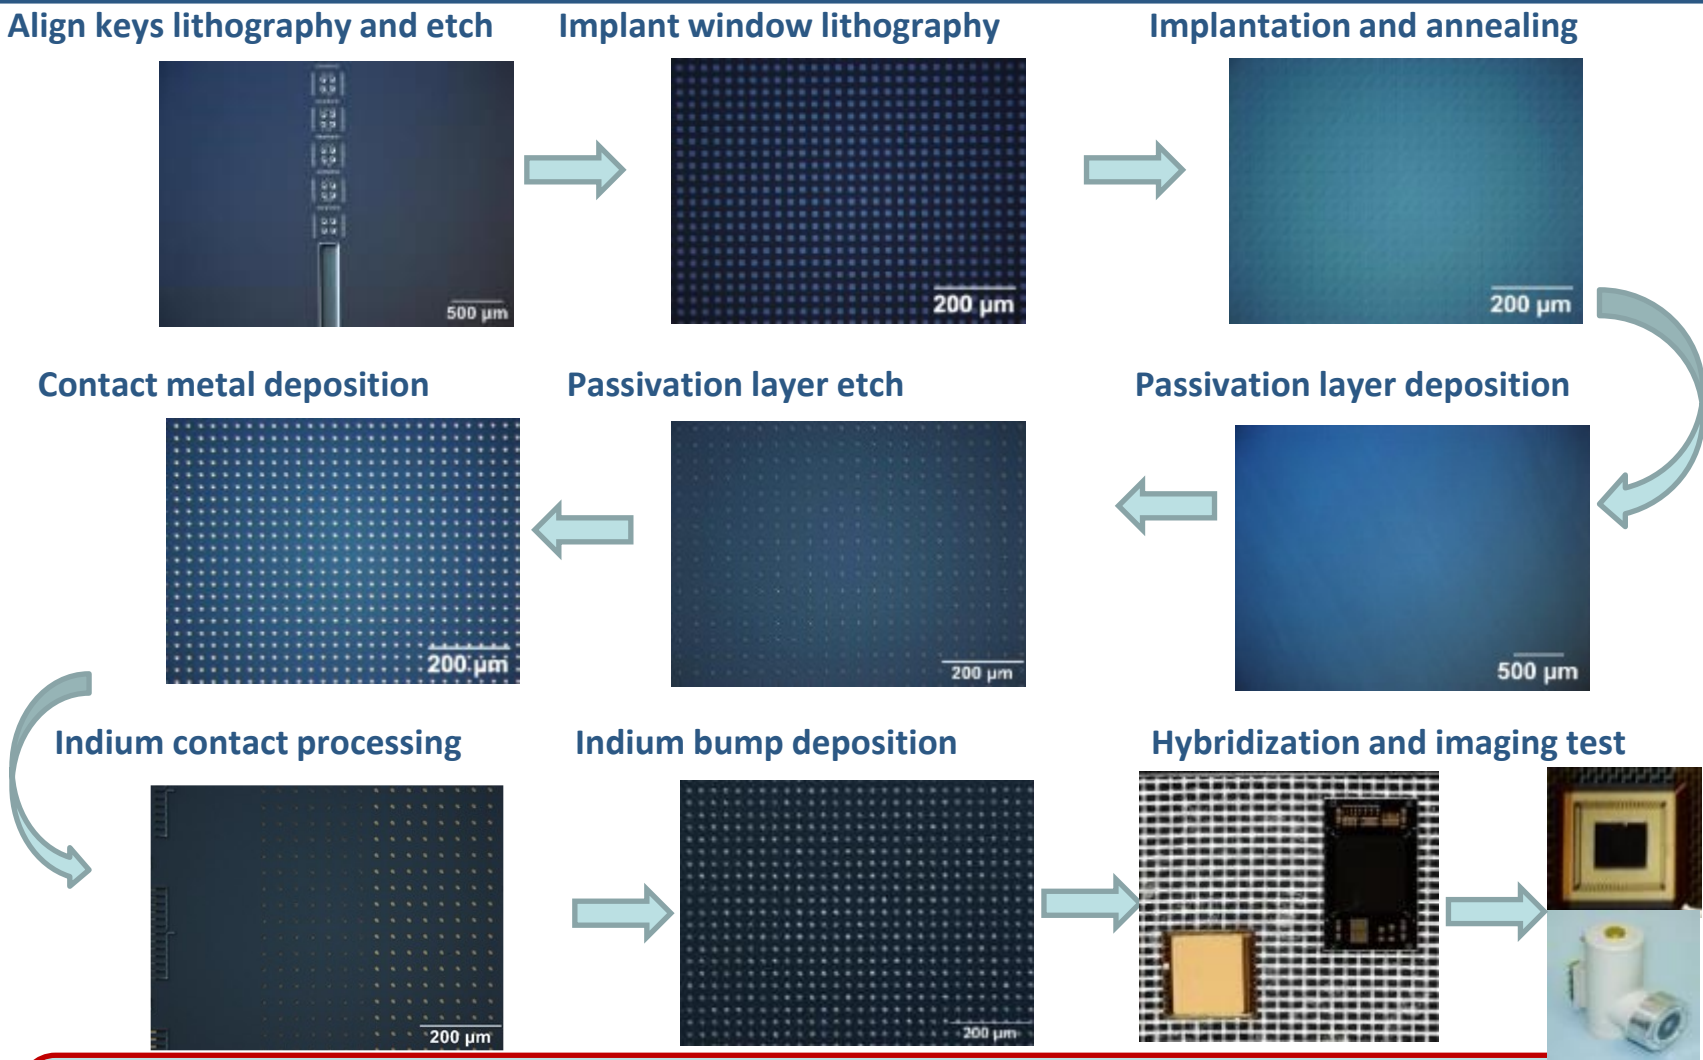 Align keys lithography and etch
Implant window lithography
Implantation and annealing
500 µm
200 µm
200 µm
Contact metal deposition
Passivation layer etch
Passivation layer deposition
200 µm
200 µm
500 µm
Indium contact processing
Indium bump deposition
Hybridization and imaging test
200 µm
200 µm